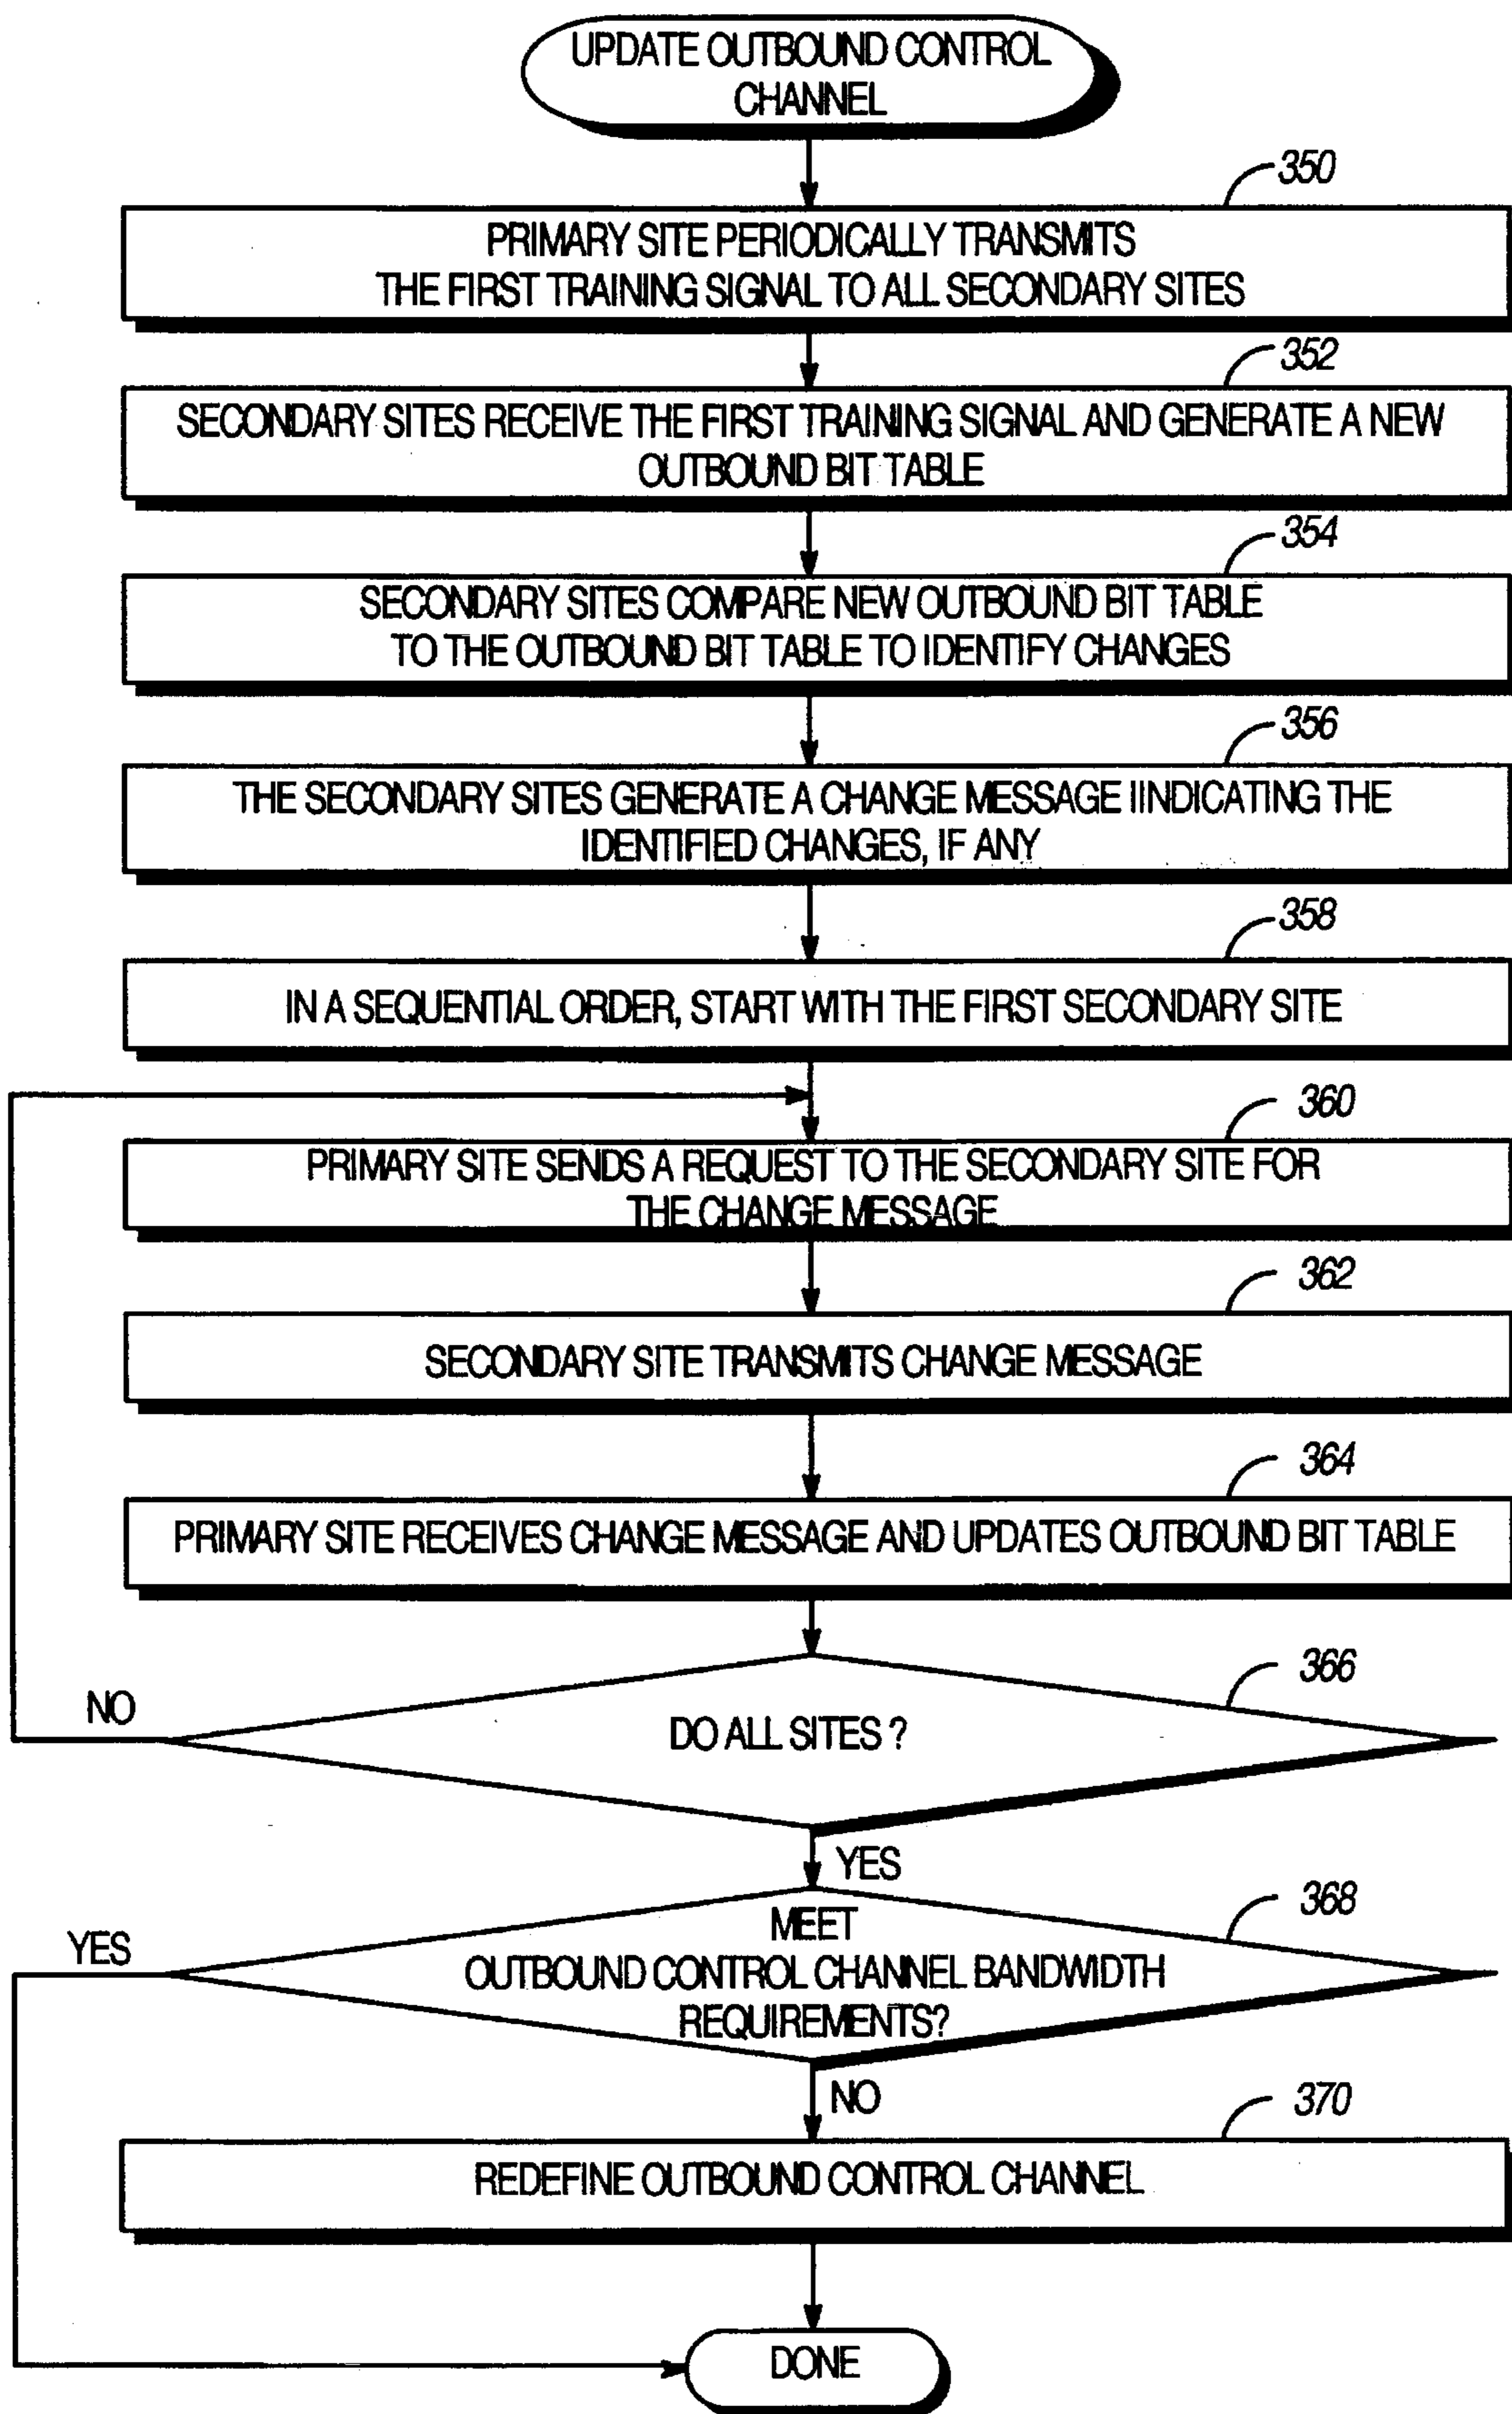 UPDATE OUTBOUND CONTROL
CHANNEL
350
PRIMARY SITE PERIODICALLY TRANSMITS
THE FIRST TRAINING SIGNAL TO ALL SECONDARY SITES
352
SECONDARY SITES RECEIVE THE FIRST TRAINING SIGNAL AND GENERATE A NEW
OUTBOUND BIT TABLE
354
SECONDARY SITES COMPARE NEW OUTBOUND BIT TABLE
TO THE OUTBOUND BIT TABLE TO IDENTIFY CHANGES
356
THE SECONDARY SITES GENERATE A CHANGE MESSAGE IINDICATING THE
IDENTIFIED CHANGES, IF ANY
358
IN A SEQUENTIAL ORDER, START WITH THE FIRST SECONDARY SITE
360
PRIMARY SITE SENDS A REQUEST TO THE SECONDARY SITE FOR
THE CHANGE MESSAGE
362
SECONDARY SITE TRANSMITS CHANGE MESSAGE
364
PRIMARY SITE RECEIVES CHANGE MESSAGE AND UPDATES OUTBOUND BIT TABLE
366
NO
DO ALL SITES ?
YES
368
YES
MEET
OUTBOUND CONTROL CHANNEL BANDWIDTH
REQUIREMENTS?
NO
370
REDEFINE OUTBOUND CONTROL CHANNEL
DONE